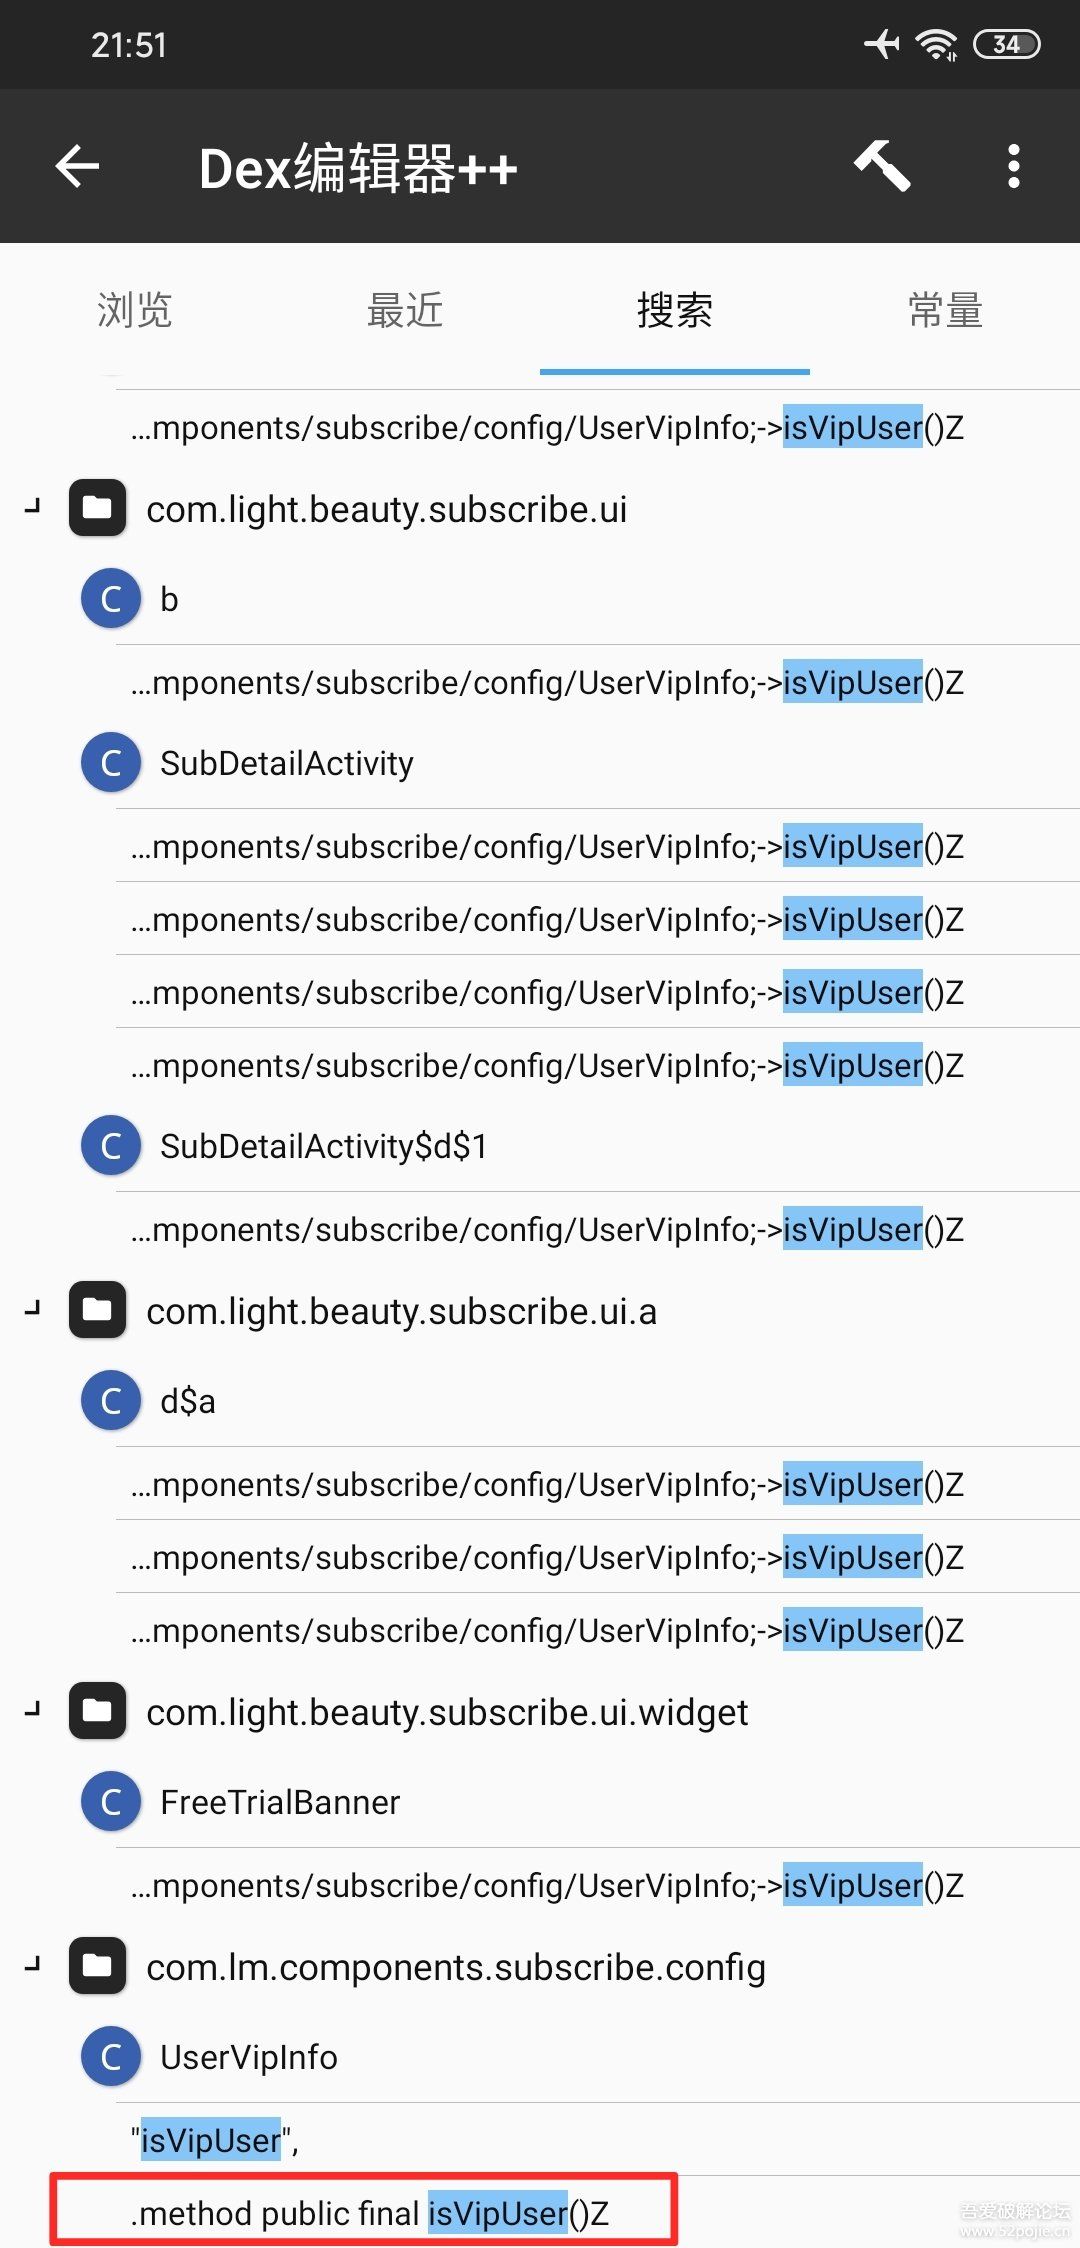 21:51
34
Dex编辑器++
浏览 最近 搜索 常量
...mponents/subscribe/config/UserVipInfo;->isVipUser()Z
com.light.beauty.subscribe.ui
C b
...mponents/subscribe/config/UserVipInfo;->isVipUser()Z
C SubDetailActivity
...mponents/subscribe/config/UserVipInfo;->isVipUser()Z
...mponents/subscribe/config/UserVipInfo;->isVipUser()Z
...mponents/subscribe/config/UserVipInfo;->isVipUser()Z
...mponents/subscribe/config/UserVipInfo;->isVipUser()Z
C SubDetailActivity$d$1
...mponents/subscribe/config/UserVipInfo;->isVipUser()Z
com.light.beauty.subscribe.ui.a
C d$a
...mponents/subscribe/config/UserVipInfo;->isVipUser()Z
...mponents/subscribe/config/UserVipInfo;->isVipUser()Z
...mponents/subscribe/config/UserVipInfo;->isVipUser()Z
com.light.beauty.subscribe.ui.widget
C FreeTrialBanner
...mponents/subscribe/config/UserVipInfo;->isVipUser()Z
com.lm.components.subscribe.config
C UserVipInfo
"isVipUser",
.method public final isVipUser()Z
吾爱破解论坛
www.52pojie.cn